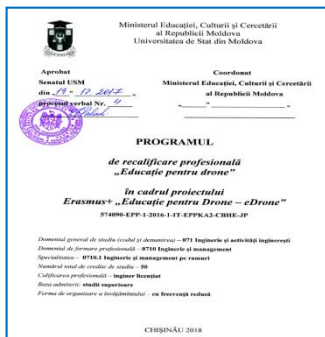 Ministerul Educației, Culturii și Cercetării
al Republicii Moldova
Universitatea de Stat din Moldova
Aprobat
Senatul USM
din „19” 12 2017
procesul verbal Nr. 4
Coordonat
Ministerul Educației, Culturii și Cercetării
al Republicii Moldova
„____” ____________
PROGRAMUL
de recalificare profesională
„Educație pentru drone”
în cadrul proiectului
Erasmus+ „Educație pentru Drone – eDrone”
574090-EPP-1-2016-1-IT-EPPKA2-CBHE-JP
Domeniul general de studiu (codul și denumirea) – 071 Inginerie și activități inginerești
Domeniul de formare profesională – 0710 Inginerie și management
Specialitatea – 0710.1 Inginerie și management pe ramuri
Numărul total de credite de studiu – 50
Calificarea profesională – inginer licențiat
Baza admiterii: studii superioare
Forma de organizare a învățământului – cu frecvență redusă
CHIȘINĂU 2018